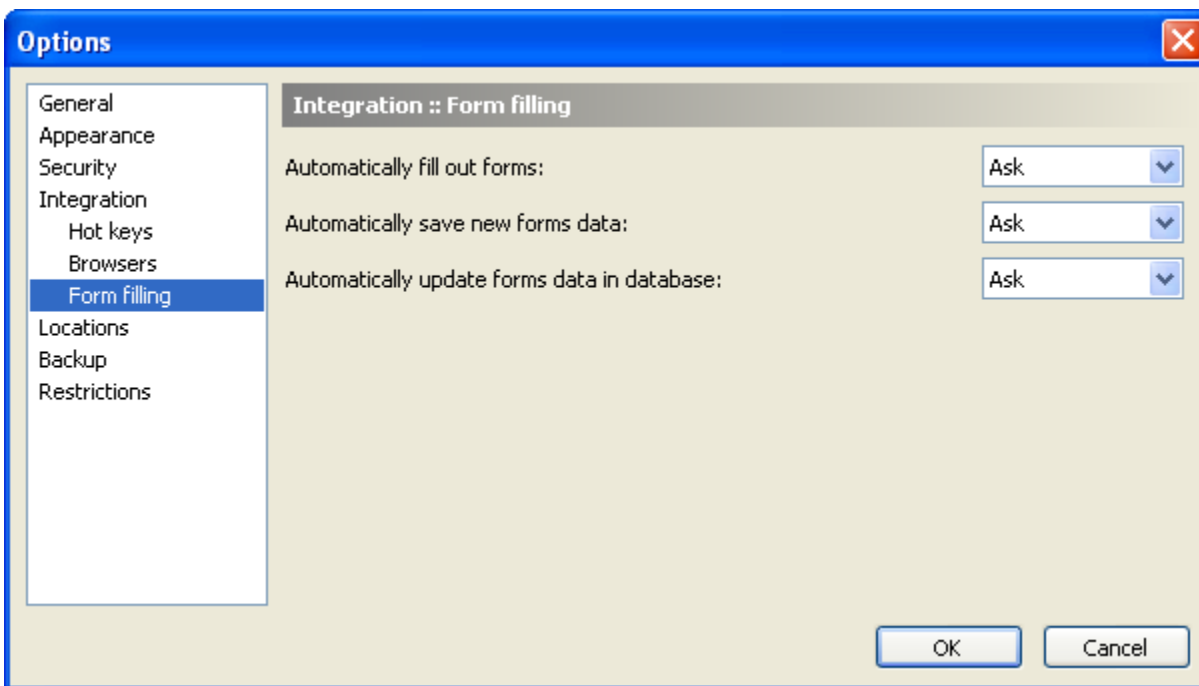 Options
General
Appearance
Security
Integration
Hot keys
Browsers
Form filling
Locations
Backup
Restrictions
Integration :: Form filling
Automatically fill out forms: Ask
Automatically save new forms data: Ask
Automatically update forms data in database: Ask
OK Cancel